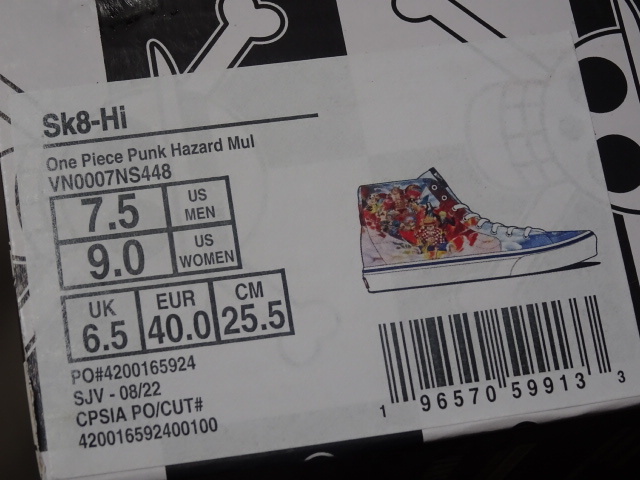 Sk8-Hi
One Piece Punk Hazard Mul
VN0007NS448
7.5 US MEN
9.0 US WOMEN
UK EUR CM
6.5 40.0 25.5
PO#4200165924
SJV - 08/22
CPSIA PO/CUT#
420016592400100
1 96570 59913 3